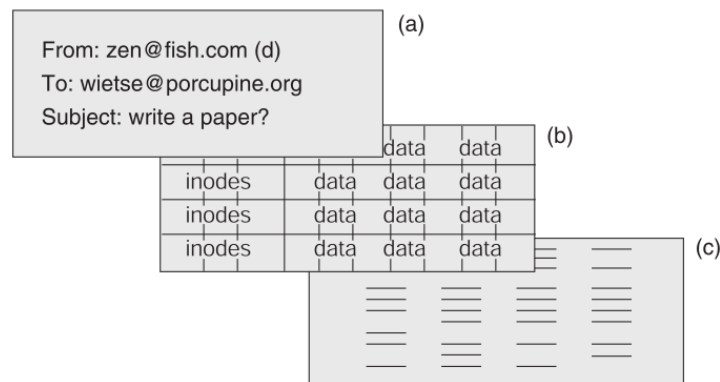 (a)
From: zen@fish.com (d)
To: wietse@porcupine.org
Subject: write a paper?
(b)
data data
inodes data data data
inodes data data data
inodes data data data
(c)